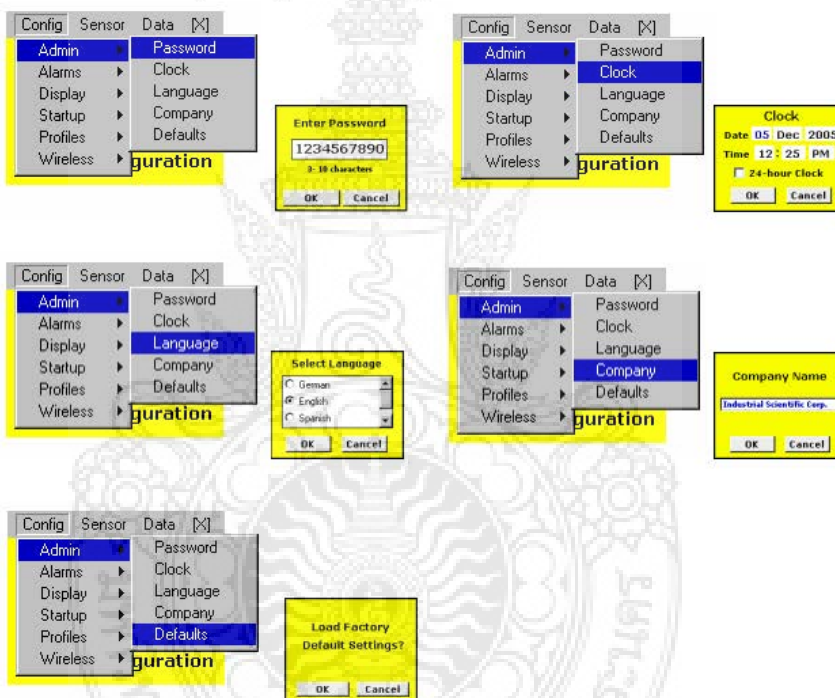 Config Sensor Data [X]
Admin
Alarms
Display
Startup
Profiles
Wireless
Password
Clock
Language
Company
Defaults
guration
Enter Password
1234567890
3- 10 characters
OK Cancel
Config Sensor Data [X]
Admin
Alarms
Display
Startup
Profiles
Wireless
Password
Clock
Language
Company
Defaults
guration
Clock
Date 05 Dec 2005
Time 12 : 25 PM
24-hour Clock
OK Cancel
Config Sensor Data [X]
Admin
Alarms
Display
Startup
Profiles
Wireless
Password
Clock
Language
Company
Defaults
guration
Select Language
German
English
Spanish
OK Cancel
Config Sensor Data [X]
Admin
Alarms
Display
Startup
Profiles
Wireless
Password
Clock
Language
Company
Defaults
guration
Company Name
Industrial Scientific Corp.
OK Cancel
Config Sensor Data [X]
Admin
Alarms
Display
Startup
Profiles
Wireless
Password
Clock
Language
Company
Defaults
guration
Load Factory
Default Settings?
OK Cancel